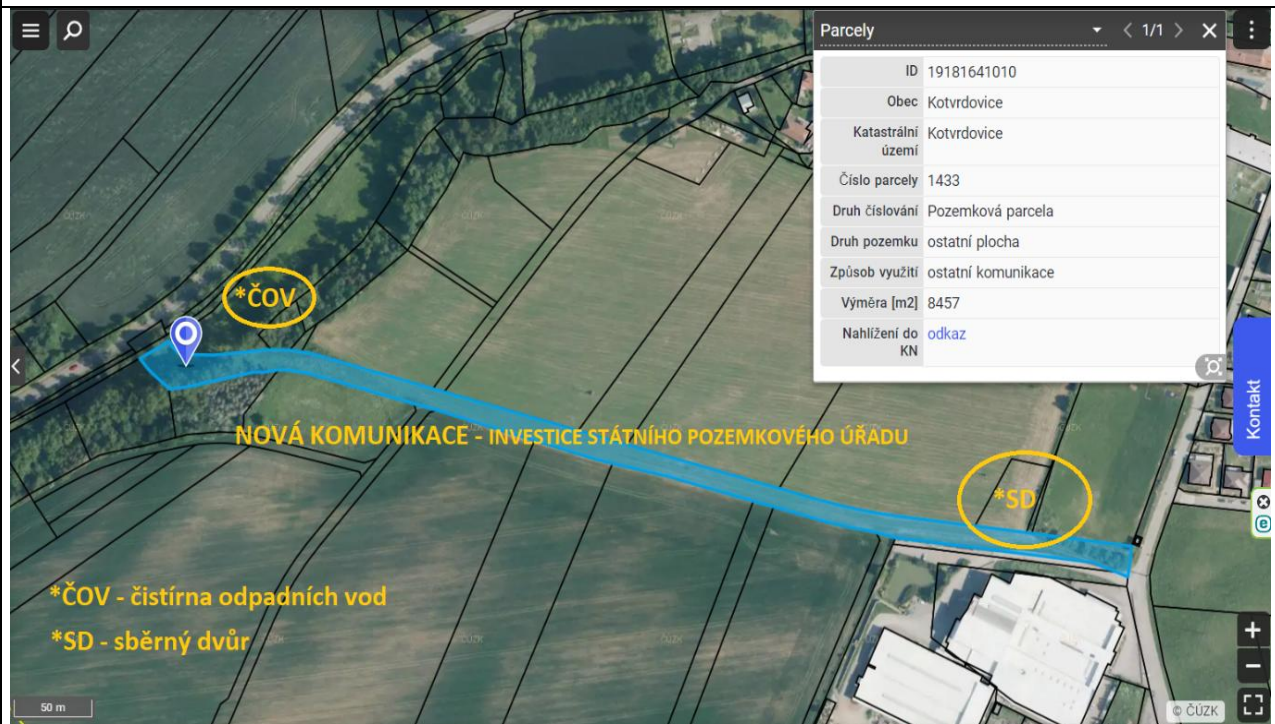 Parcely
1/1
ID 19181641010
Obec Kotvrdovice
Katastrální území Kotvrdovice
Číslo parcely 1433
Druh číslování Pozemková parcela
Druh pozemku ostatní plocha
Způsob využití ostatní komunikace
Výměra [m2] 8457
Nahlížení do KN odkaz
Kontakt
*ČOV
NOVÁ KOMUNIKACE - INVESTICE STÁTNÍHO POZEMKOVÉHO ÚŘADU
*SD
*ČOV - čistírna odpadních vod
*SD - sběrný dvůr
50 m
© ČÚZK